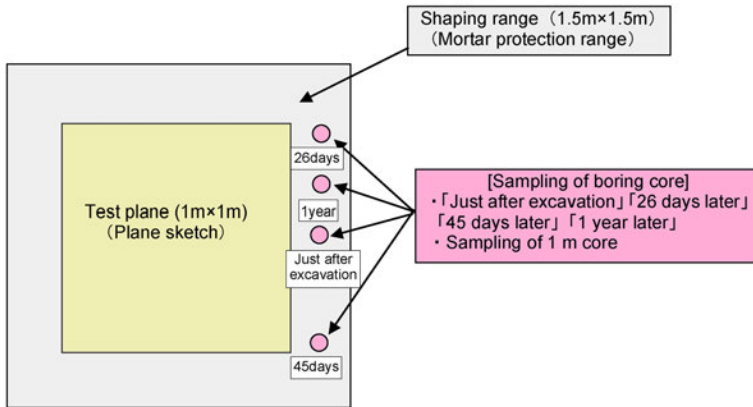 Shaping range（1.5m×1.5m）
（Mortar protection range）
26days
Test plane (1m×1m)
（Plane sketch）
1year
Just after
excavation
45days
[Sampling of boring core]
・｢Just after excavation｣｢26 days later｣
｢45 days later｣ ｢1 year later｣
・ Sampling of 1 m core